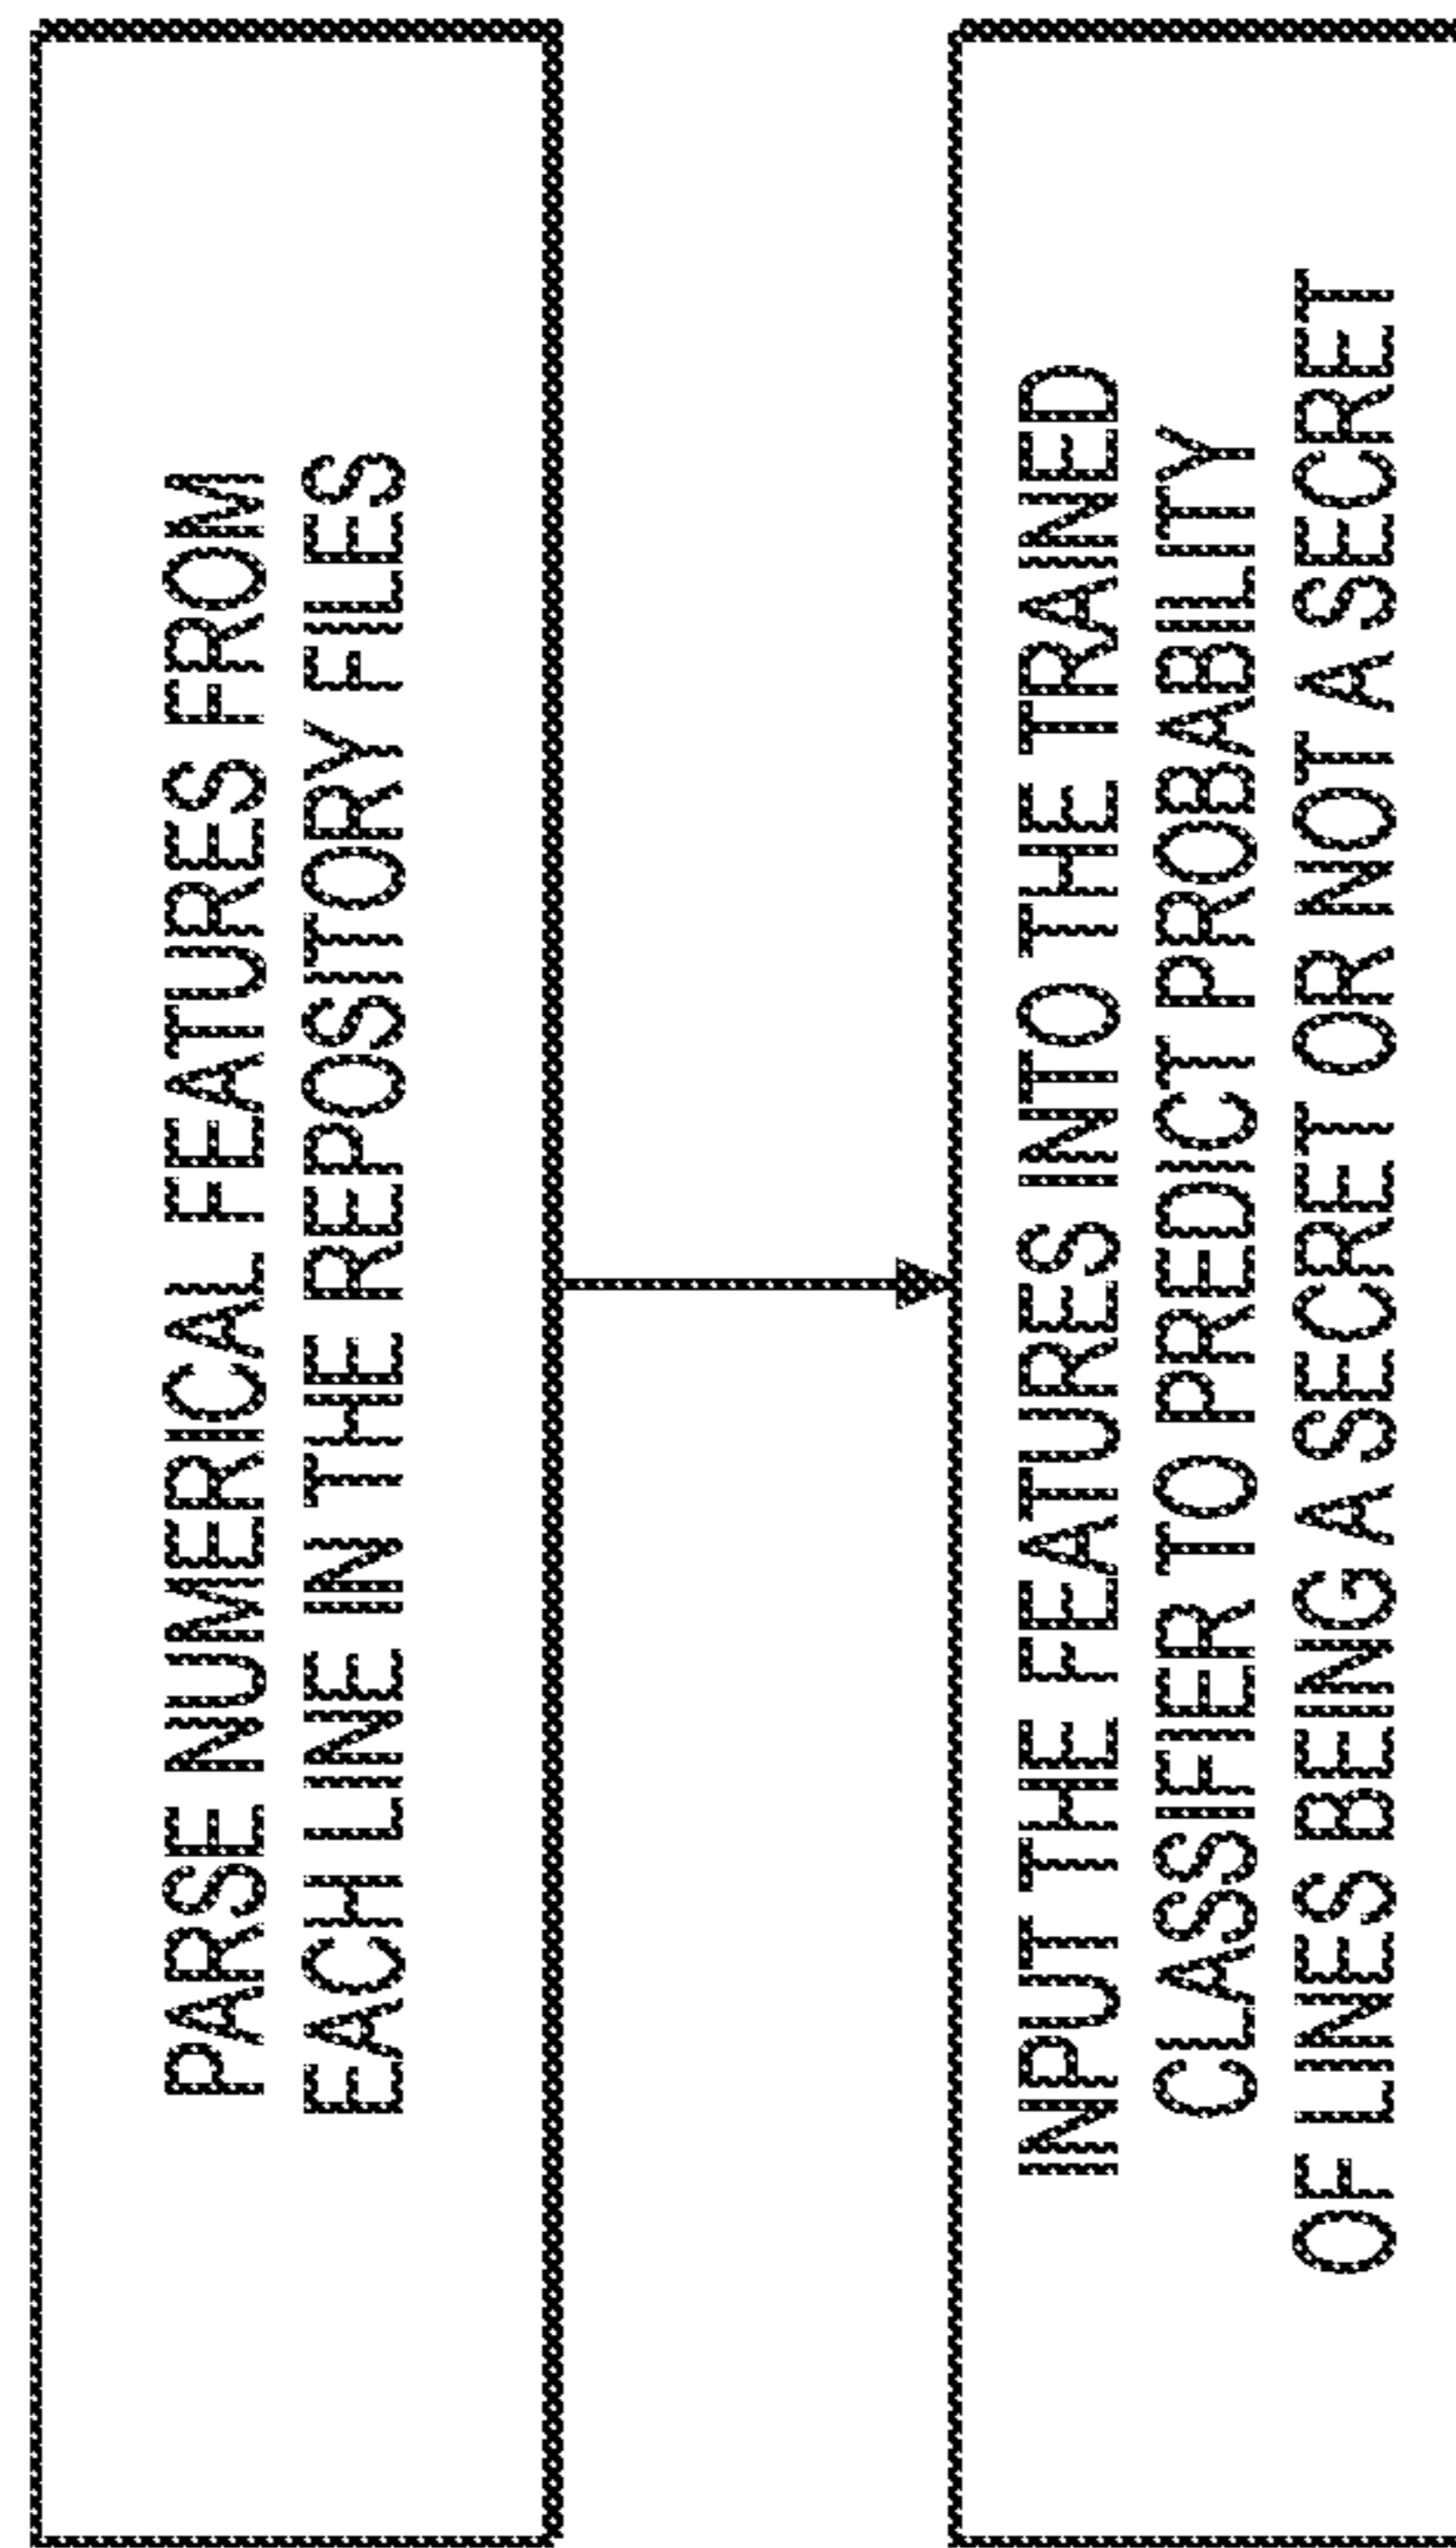 PARSE NUMERICAL FEATURES FROM
EACH LINE IN THE REPOSITORY FILES
INPUT THE FEATURES INTO THE TRAINED
CLASSIFIER TO PREDICT PROBABILITY
OF LINES BEING A SECRET OR NOT A SECRET